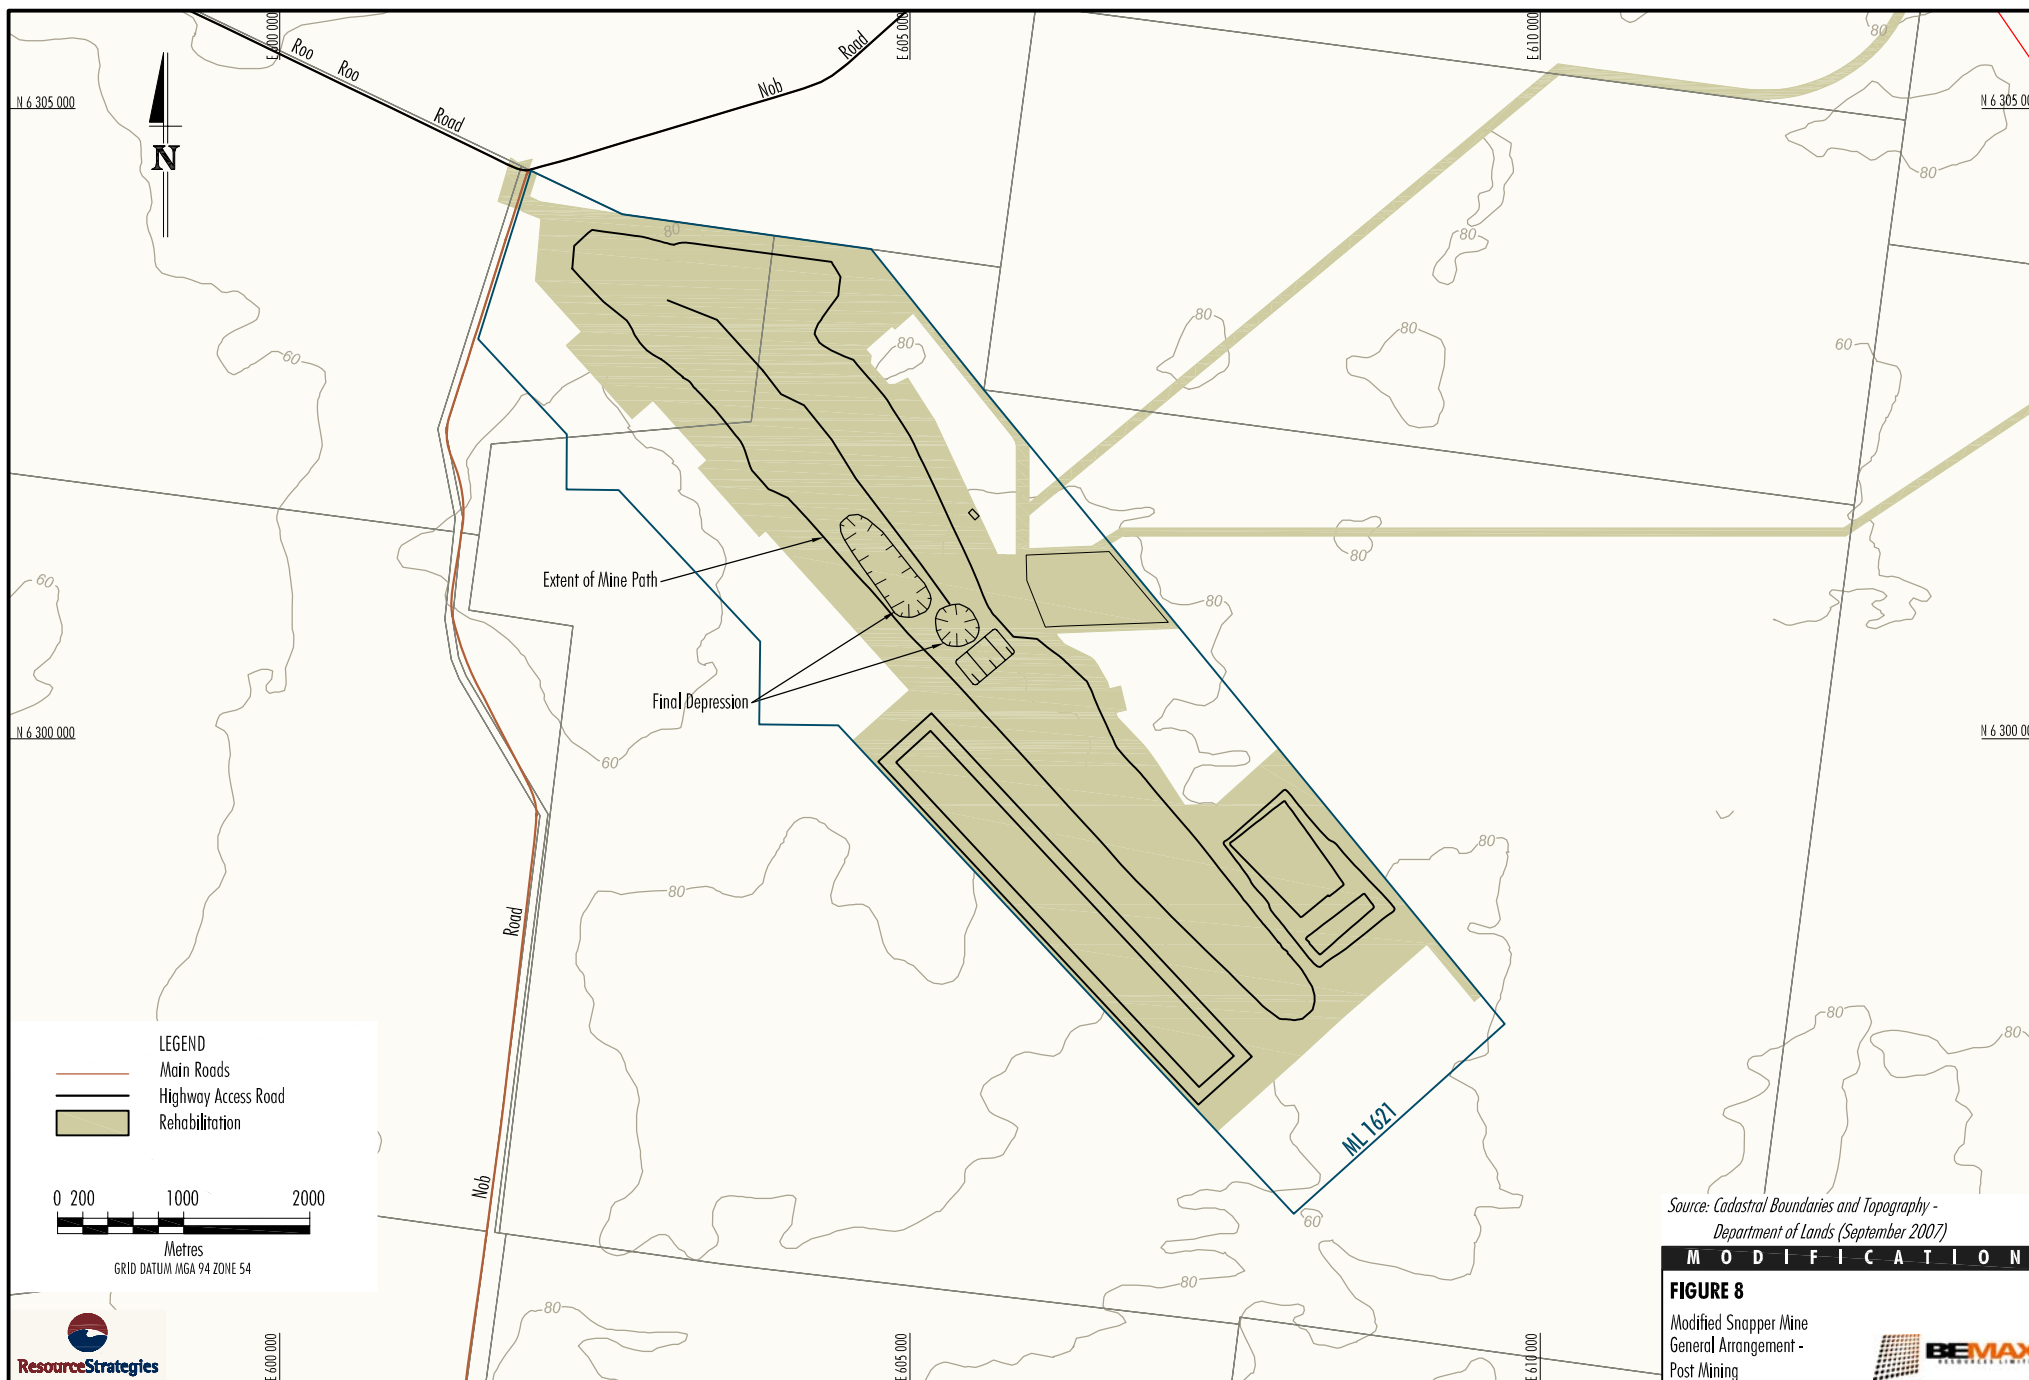 E 600 000
E 605 000
E 610 000
Roo Roo Road
Nob Road
N 6 305 000
N 6 305 00
N
80
80
80
80
80
80
80
80
60
60
60
80
80
Extent of Mine Path
Final Depression
N 6 300 000
N 6 300 00
60
80
80
80
80
Road
Nob
ML 1621
60
80
80
LEGEND
Main Roads
Highway Access Road
Rehabilitation
0 200 1000 2000
Metres
GRID DATUM MGA 94 ZONE 54
ResourceStrategies
E 600 000
E 605 000
E 610 000
Source: Cadastral Boundaries and Topography -
Department of Lands (September 2007)
MODIFICATION
FIGURE 8
Modified Snapper Mine
General Arrangement -
Post Mining
BEMAX
RESOURCES LIMITE